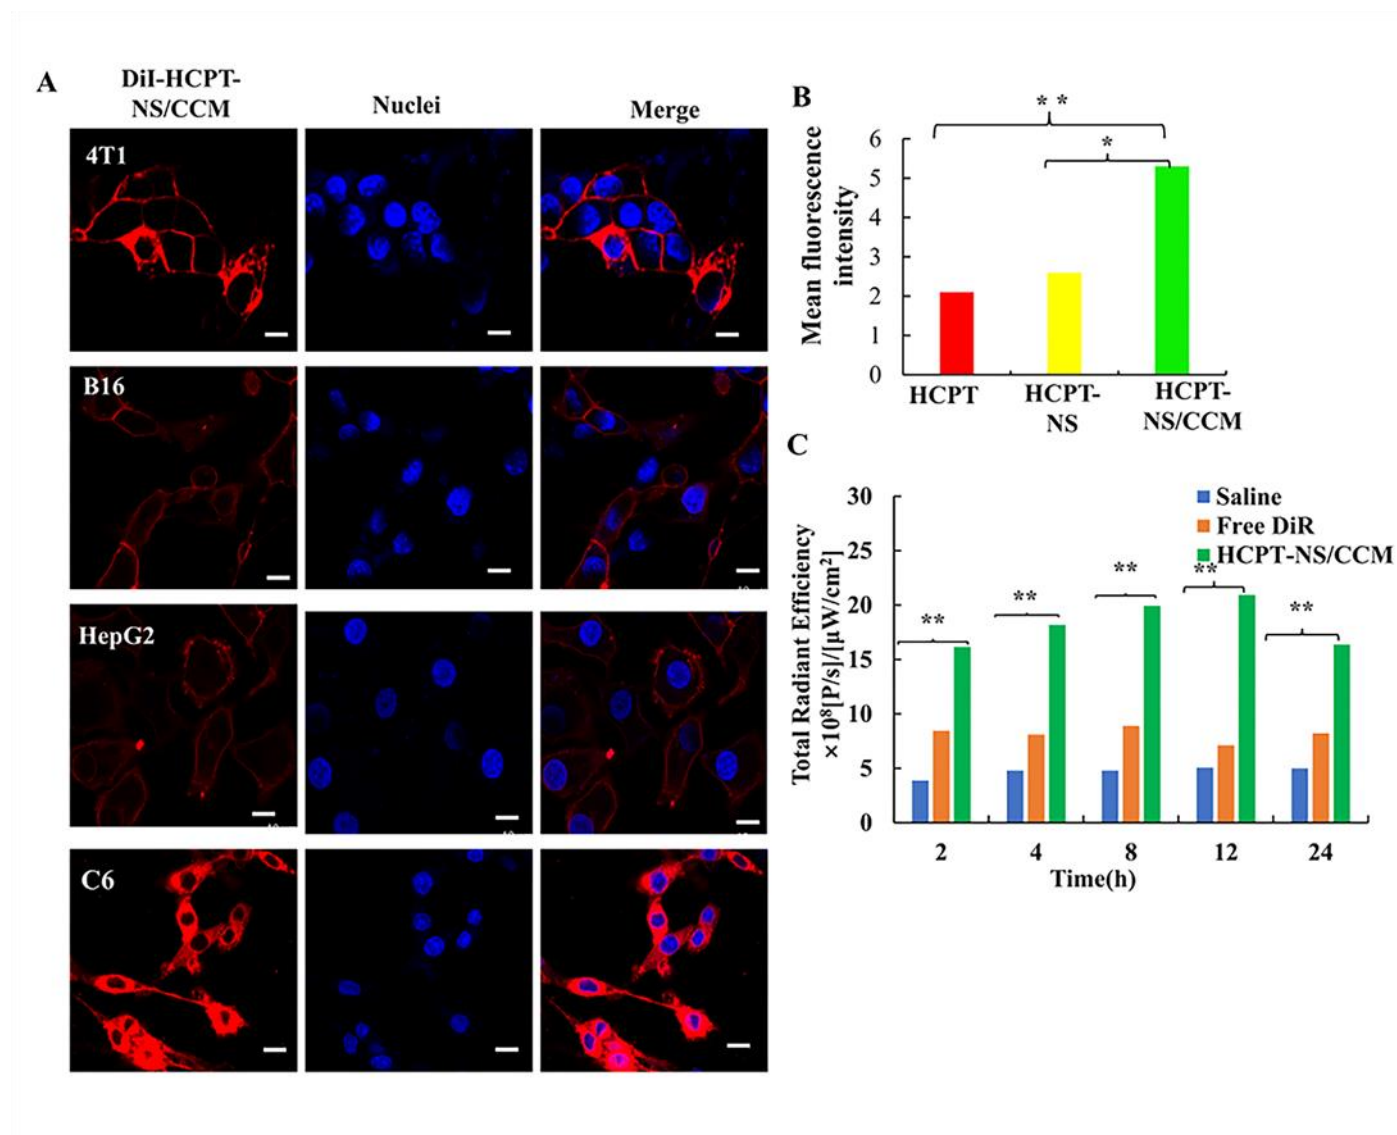 A
DiI-HCPT-
NS/CCM
Nuclei
Merge
4T1
B16
HepG2
C6
B
* *
*
Mean fluorescence
intensity
6
5
4
3
2
1
0
HCPT
HCPT-
NS
HCPT-
NS/CCM
C
Saline
Free DiR
HCPT-NS/CCM
Total Radiant Efficiency
×10⁸[P/s]/[µW/cm²]
30
25
20
15
10
5
0
**
**
**
**
**
2 4 8 12 24
Time(h)